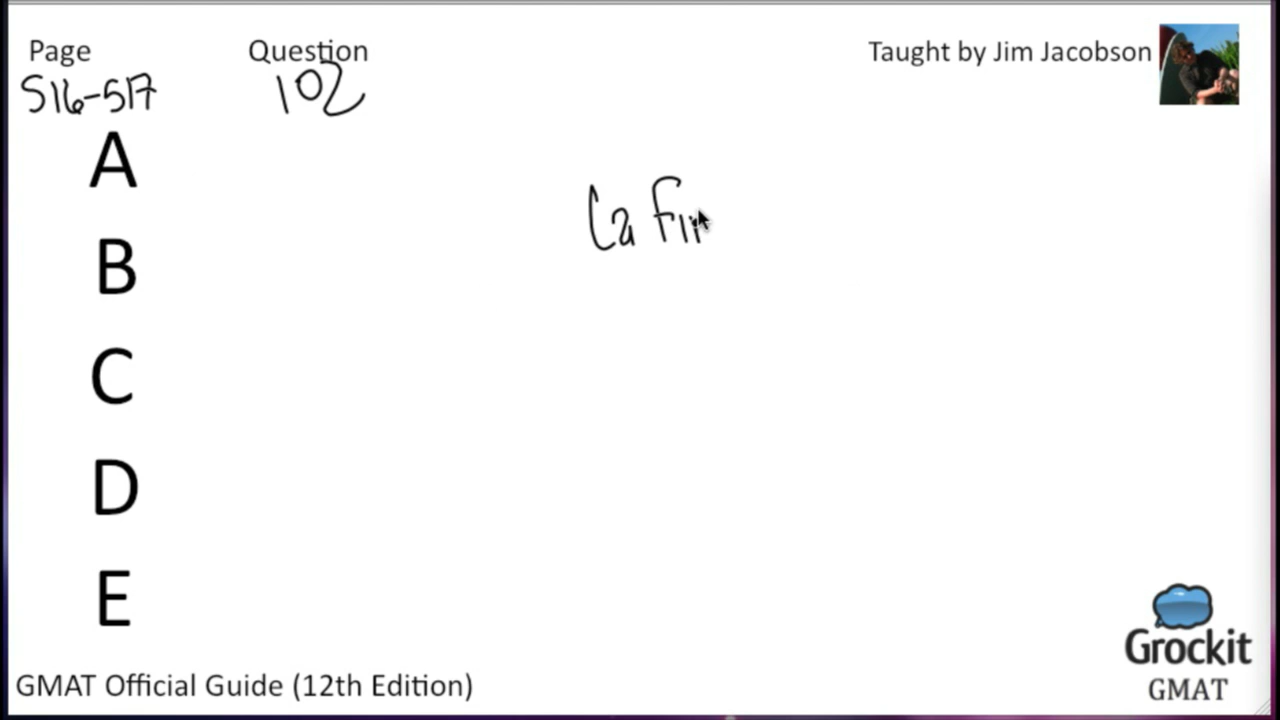 Page Question Taught by Jim Jacobson
516-517 102
A
B
C
D
E
Grockit
GMAT
GMAT Official Guide (12th Edition)